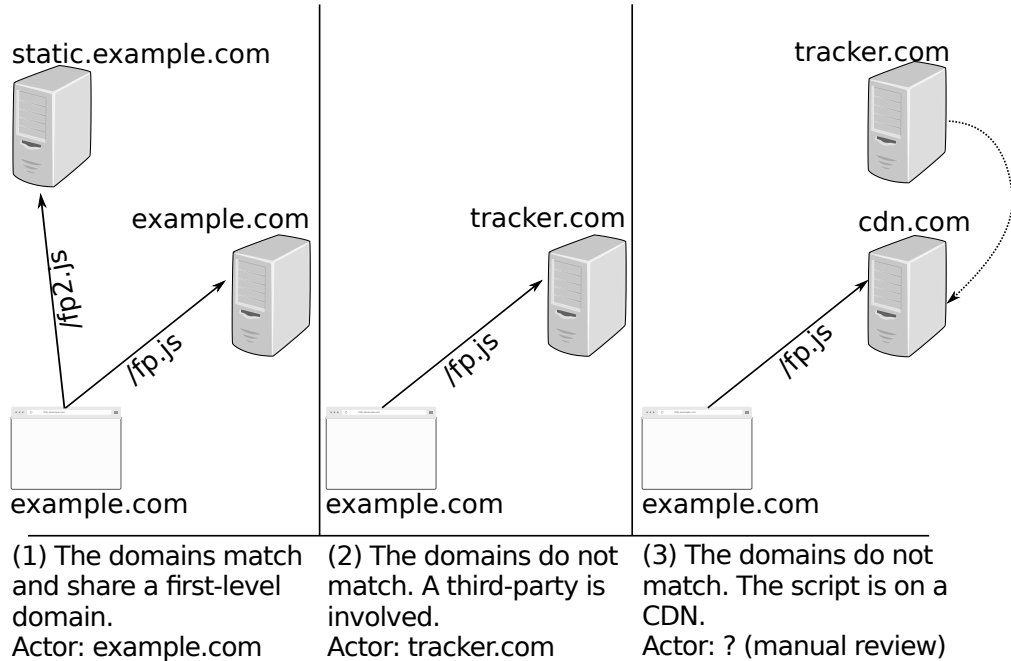 static.example.com
example.com
/fp2.js
/fp.js
example.com
tracker.com
/fp.js
example.com
tracker.com
cdn.com
/fp.js
example.com
(1) The domains match
and share a first-level
domain.
Actor: example.com
(2) The domains do not
match. A third-party is
involved.
Actor: tracker.com
(3) The domains do not
match. The script is on a
CDN.
Actor: ? (manual review)